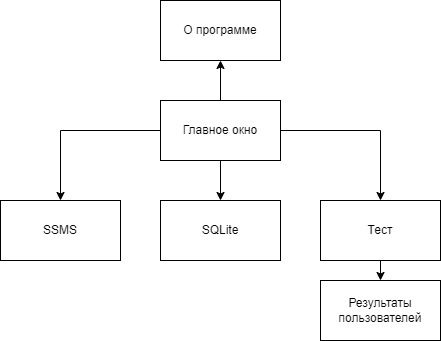 О программе
Главное окно
SSMS
SQLite
Тест
Результаты
пользователей